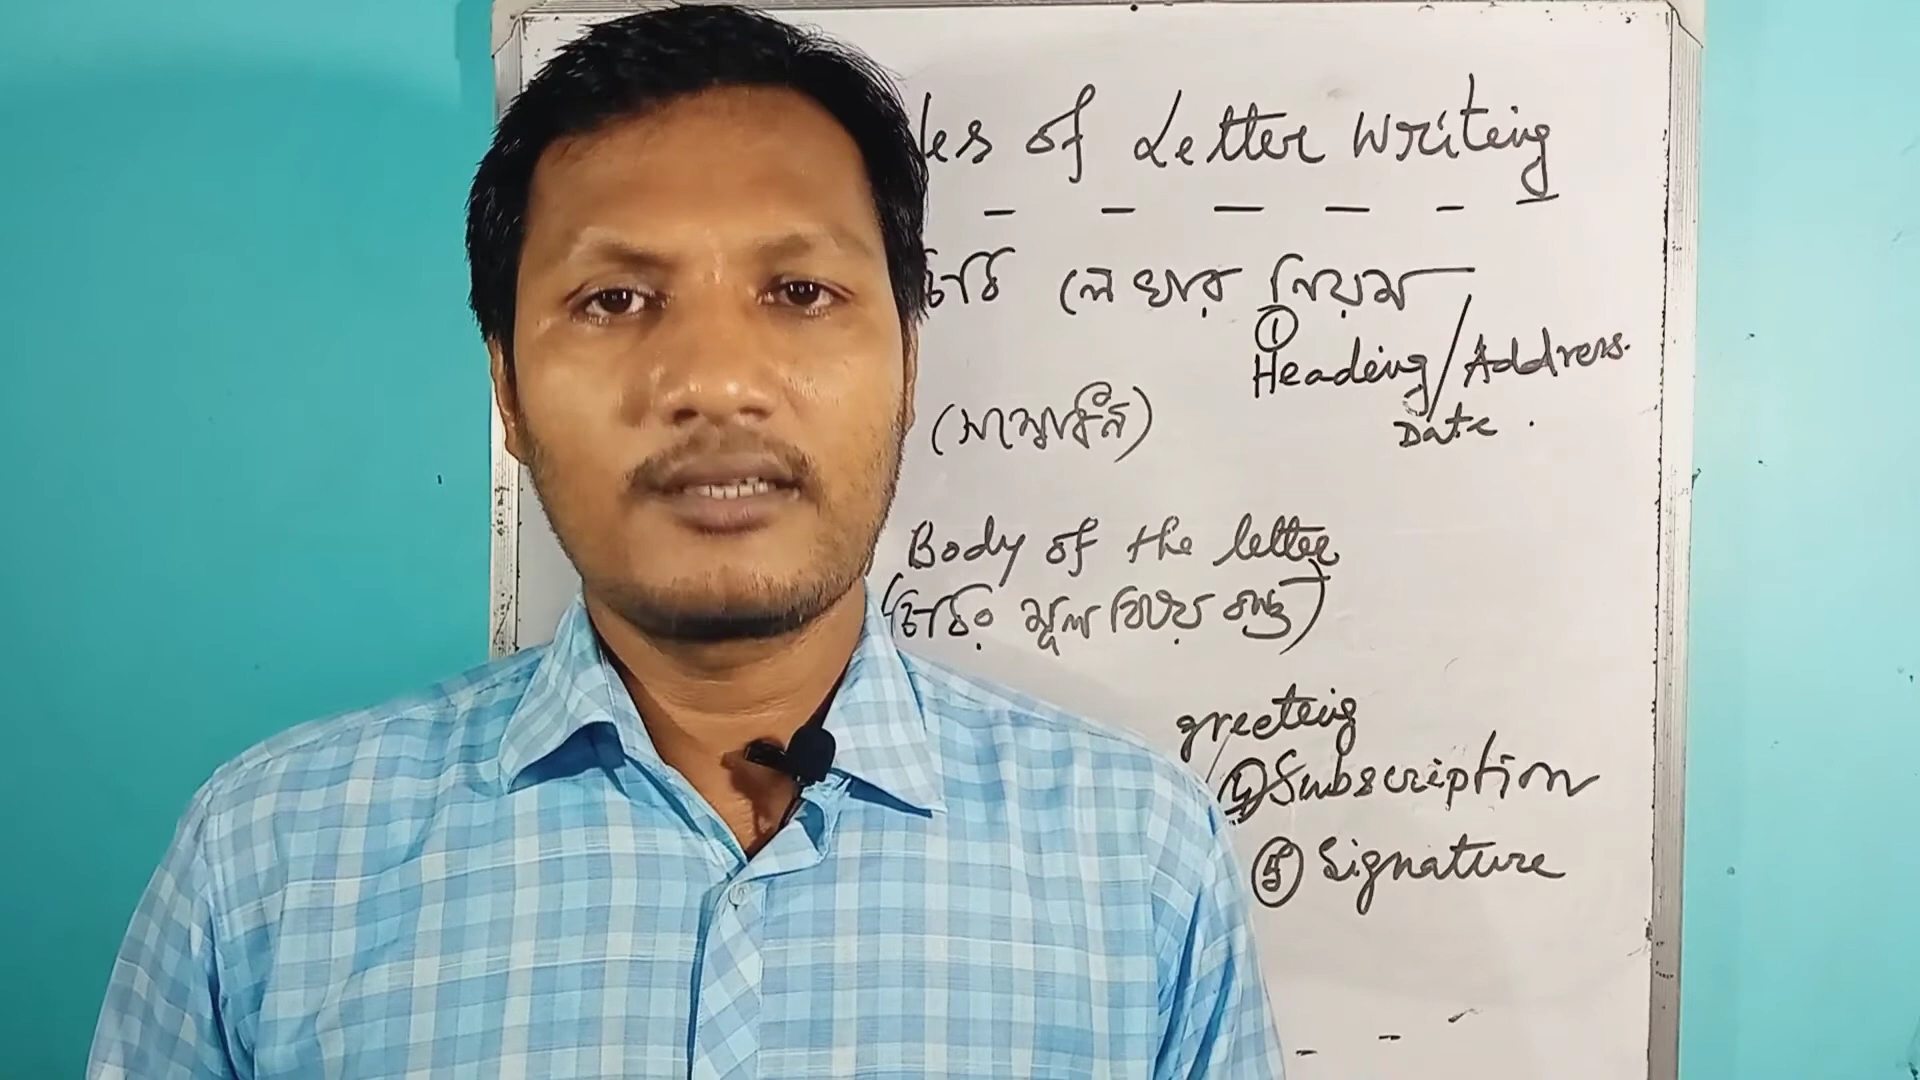 les of Letter Writing
চিঠি লেখার নিয়ম
①
Heading/Address.
Date.
(সম্বোধন)
Body of the letter
(চিঠির মূল বিষয় বস্তু)
greeting
④ Subscription
⑤ Signature